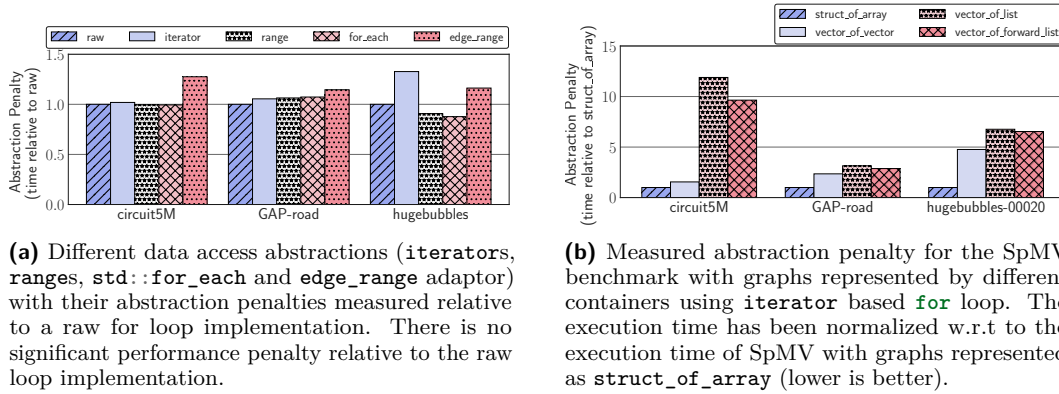 raw iterator range for_each edge_range
Abstraction Penalty
(time relative to raw)
1.5
1.0
0.5
0.0
circuit5M GAP-road hugebubbles
(a) Different data access abstractions (iterators,
ranges, std::for_each and edge_range adaptor)
with their abstraction penalties measured relative
to a raw for loop implementation. There is no
significant performance penalty relative to the raw
loop implementation.
struct_of_array vector_of_list
vector_of_vector vector_of_forward_list
Abstraction Penalty
(time relative to struct_of_array)
15
10
5
0
circuit5M GAP-road hugebubbles-00020
(b) Measured abstraction penalty for the SpMV
benchmark with graphs represented by differen
containers using iterator based for loop. The
execution time has been normalized w.r.t to the
execution time of SpMV with graphs represented
as struct_of_array (lower is better).